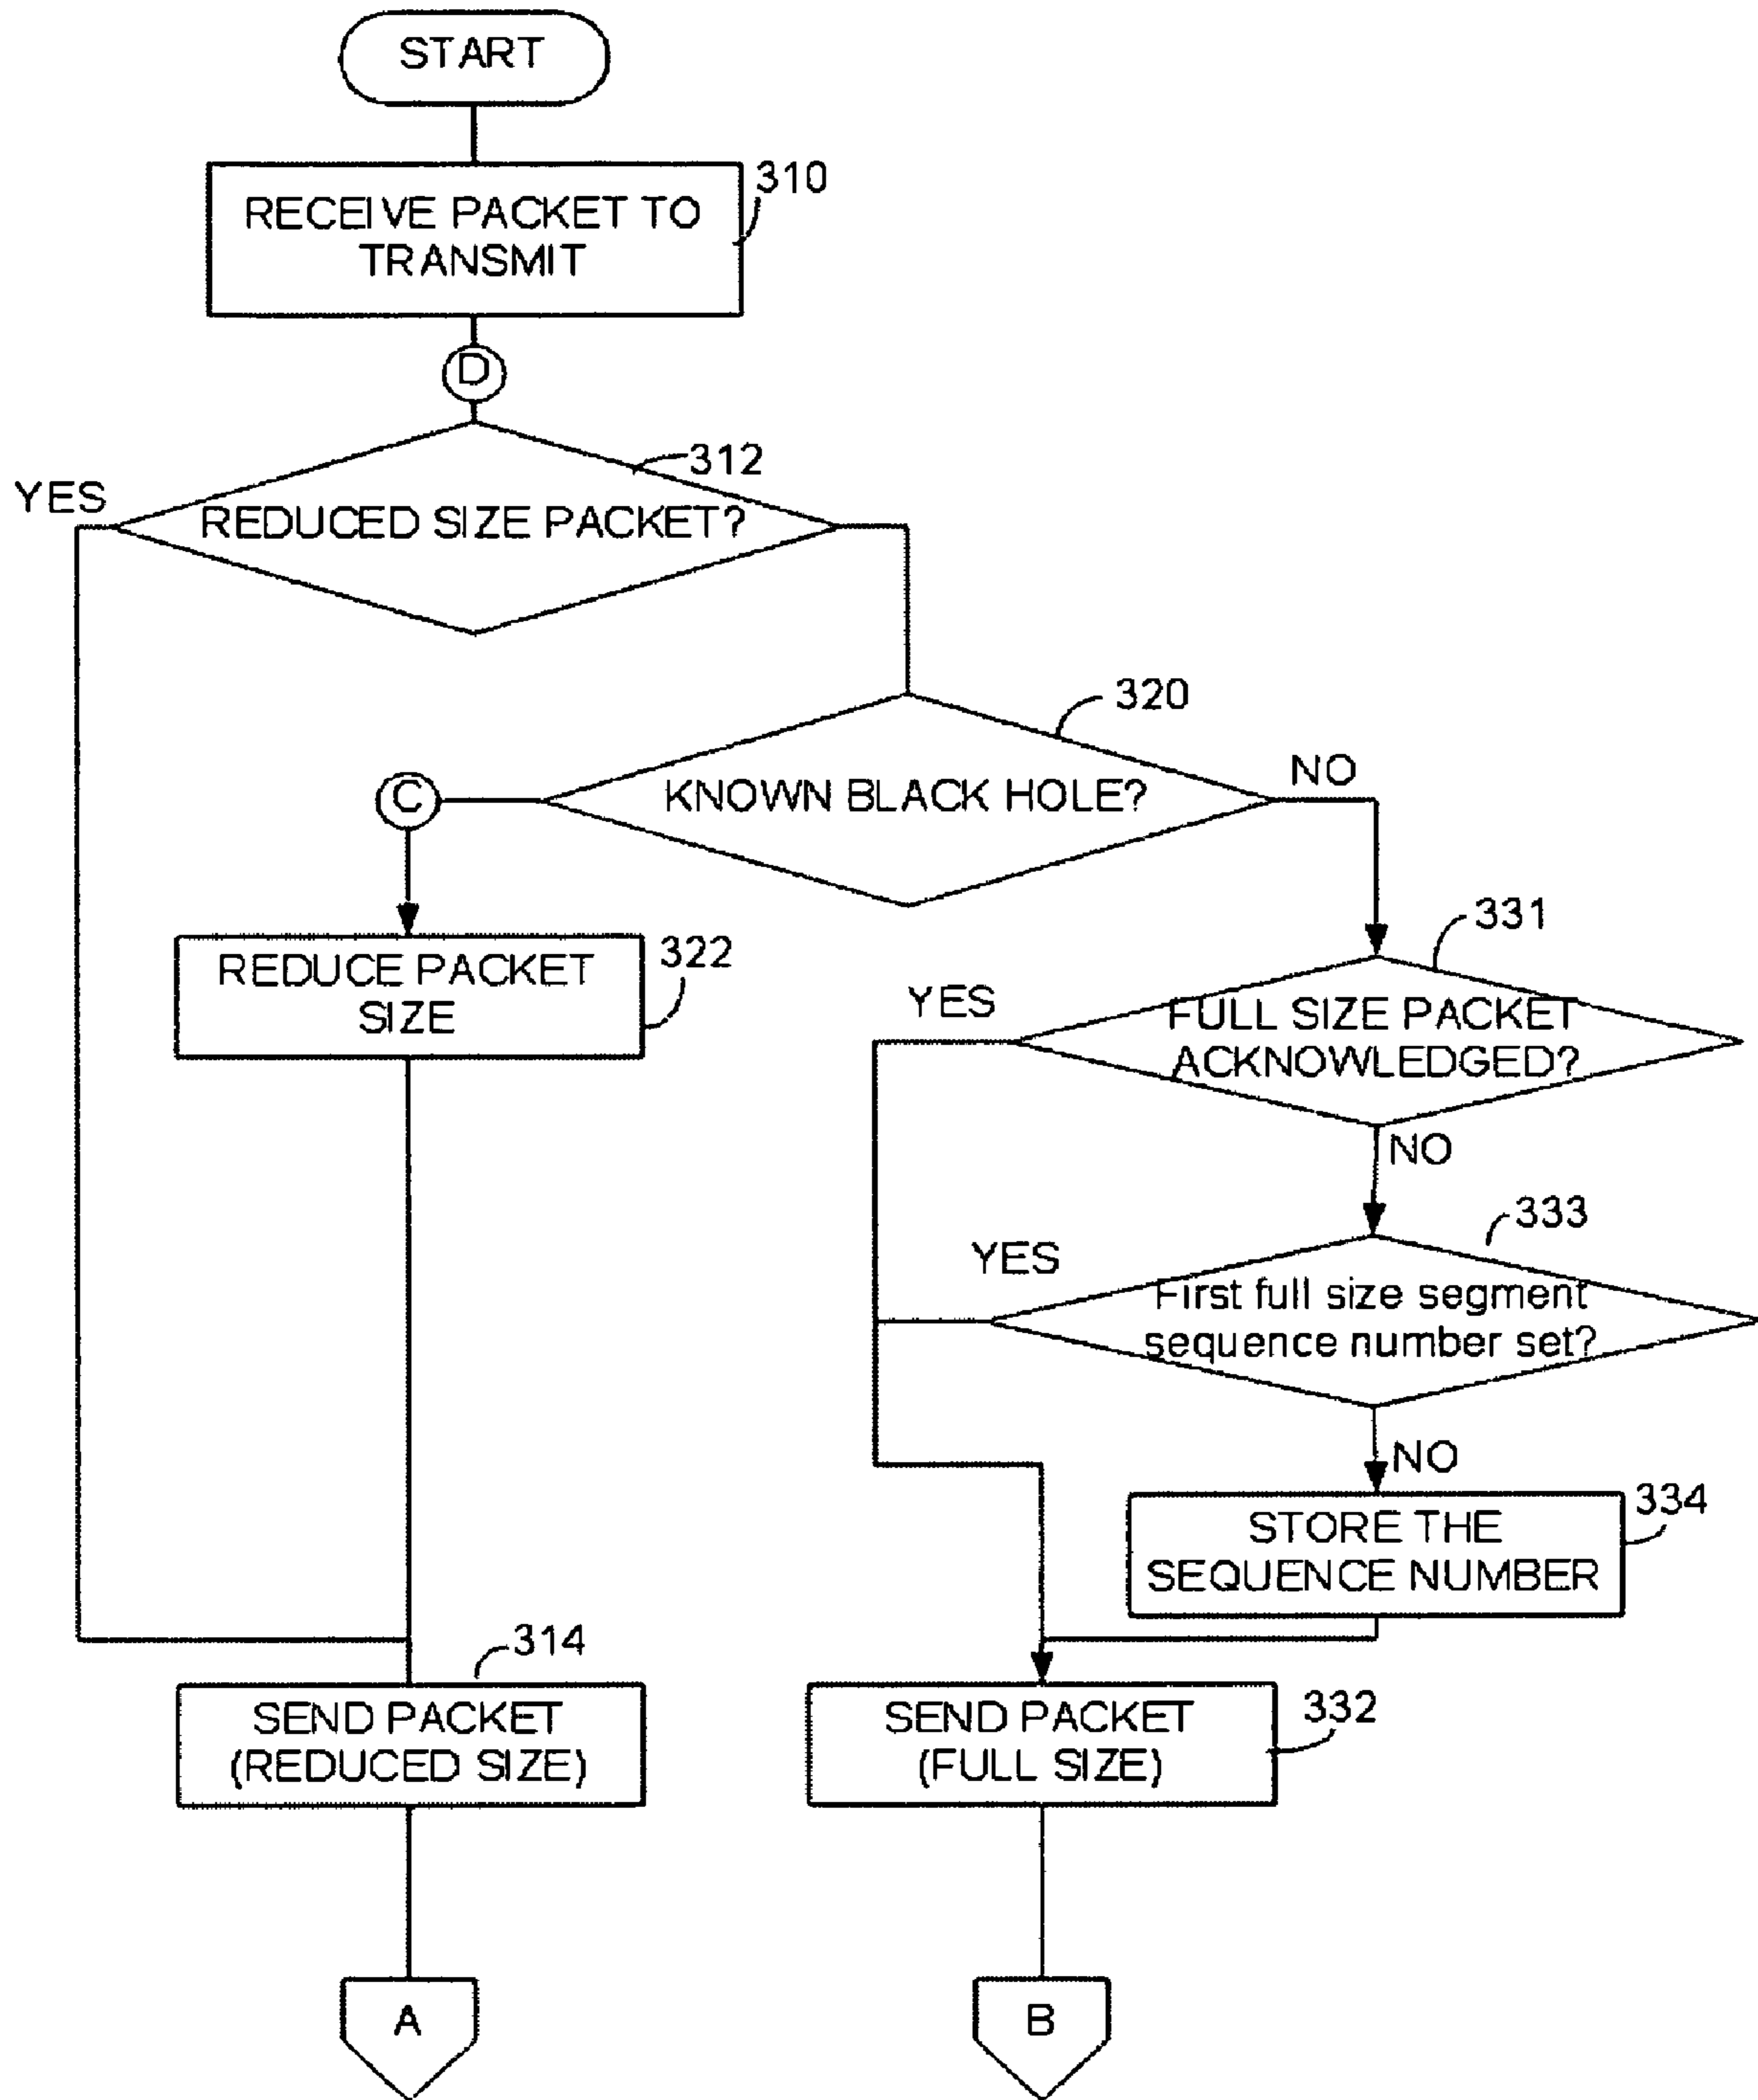 START
RECEIVE PACKET TO
TRANSMIT
310
D
312
YES
REDUCED SIZE PACKET?
320
C
KNOWN BLACK HOLE?
NO
322
REDUCE PACKET
SIZE
331
YES
FULL SIZE PACKET
ACKNOWLEDGED?
NO
333
YES
First full size segment
sequence number set?
NO
334
STORE THE
SEQUENCE NUMBER
314
SEND PACKET
(REDUCED SIZE)
332
SEND PACKET
(FULL SIZE)
A
B